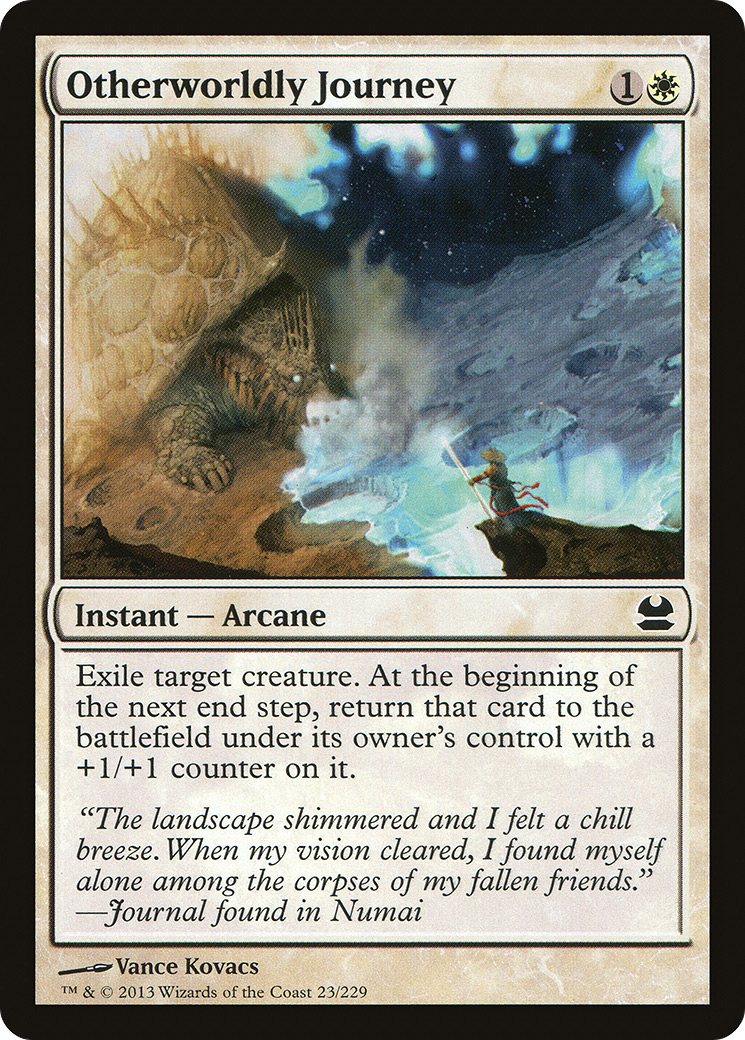 Otherworldly Journey 1
Instant — Arcane
Exile target creature. At the beginning of
the next end step, return that card to the
battlefield under its owner's control with a
+1/+1 counter on it.
“The landscape shimmered and I felt a chill
breeze. When my vision cleared, I found myself
alone among the corpses of my fallen friends.”
—Journal found in Numai
Vance Kovacs
™ & © 2013 Wizards of the Coast 23/229